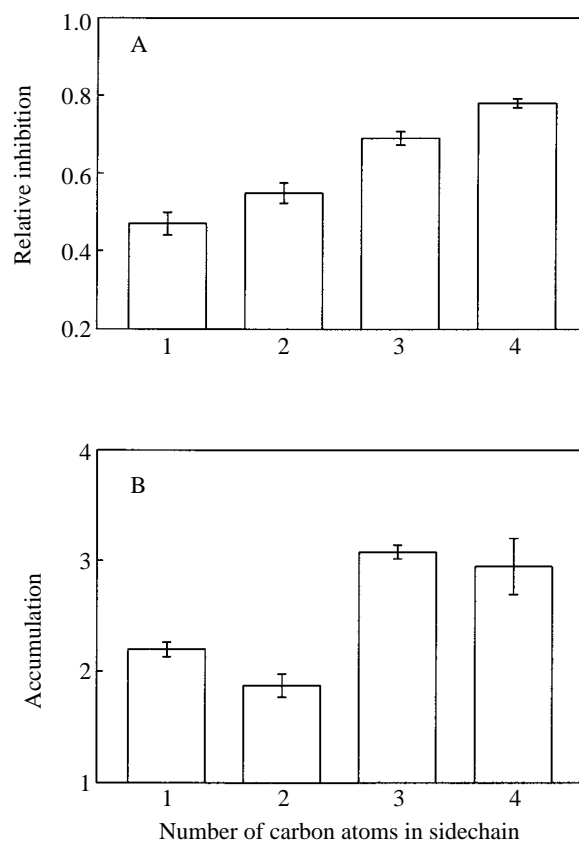 1.0
A
0.8
0.6
0.4
0.2
Relative inhibition
1 2 3 4
4
B
3
2
1
Accumulation
1 2 3 4
Number of carbon atoms in sidechain